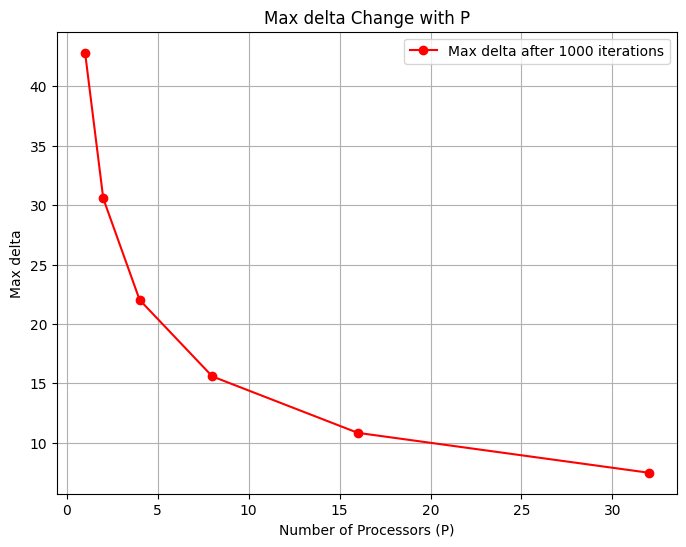 Max delta Change with P
Max delta after 1000 iterations
40
35
30
25
20
15
10
Max delta
0 5 10 15 20 25 30
Number of Processors (P)